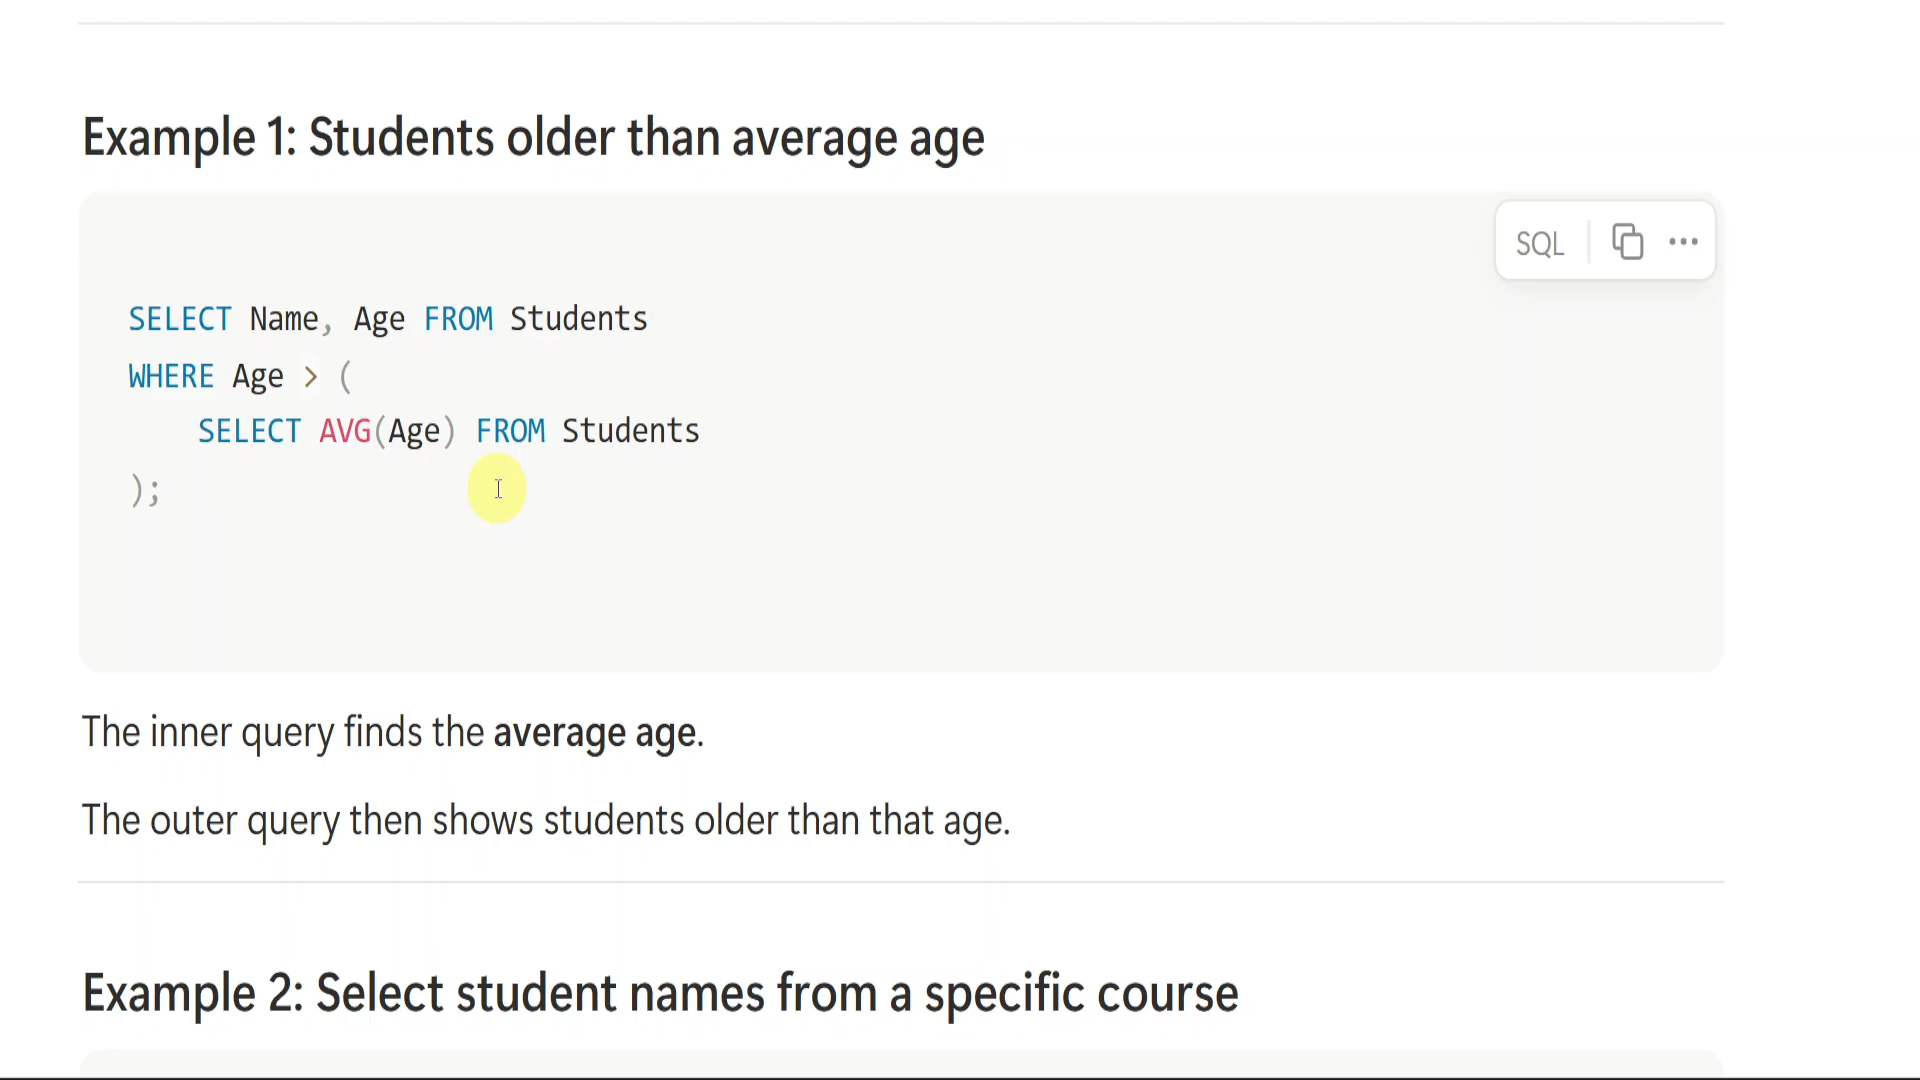 Example 1: Students older than average age
SQL
SELECT Name, Age FROM Students
WHERE Age > (
    SELECT AVG(Age) FROM Students
);
The inner query finds the average age.
The outer query then shows students older than that age.
Example 2: Select student names from a specific course